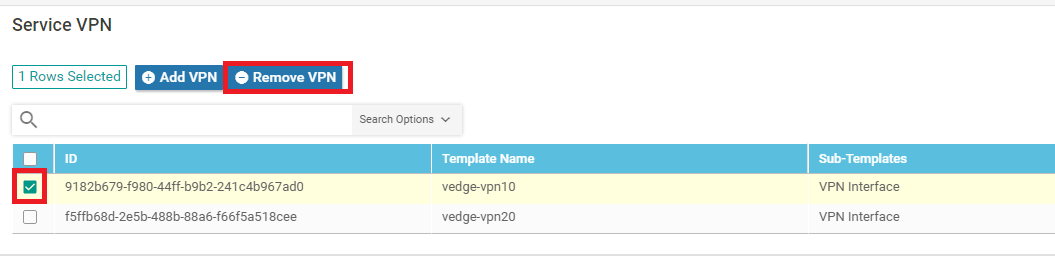 Service VPN
1 Rows Selected Add VPN Remove VPN
Search Options
ID Template Name Sub-Templates
9182b679-f980-44ff-b9b2-241c4b967ad0 vedge-vpn10 VPN Interface
f5ffb68d-2e5b-488b-88a6-f66f5a518cee vedge-vpn20 VPN Interface